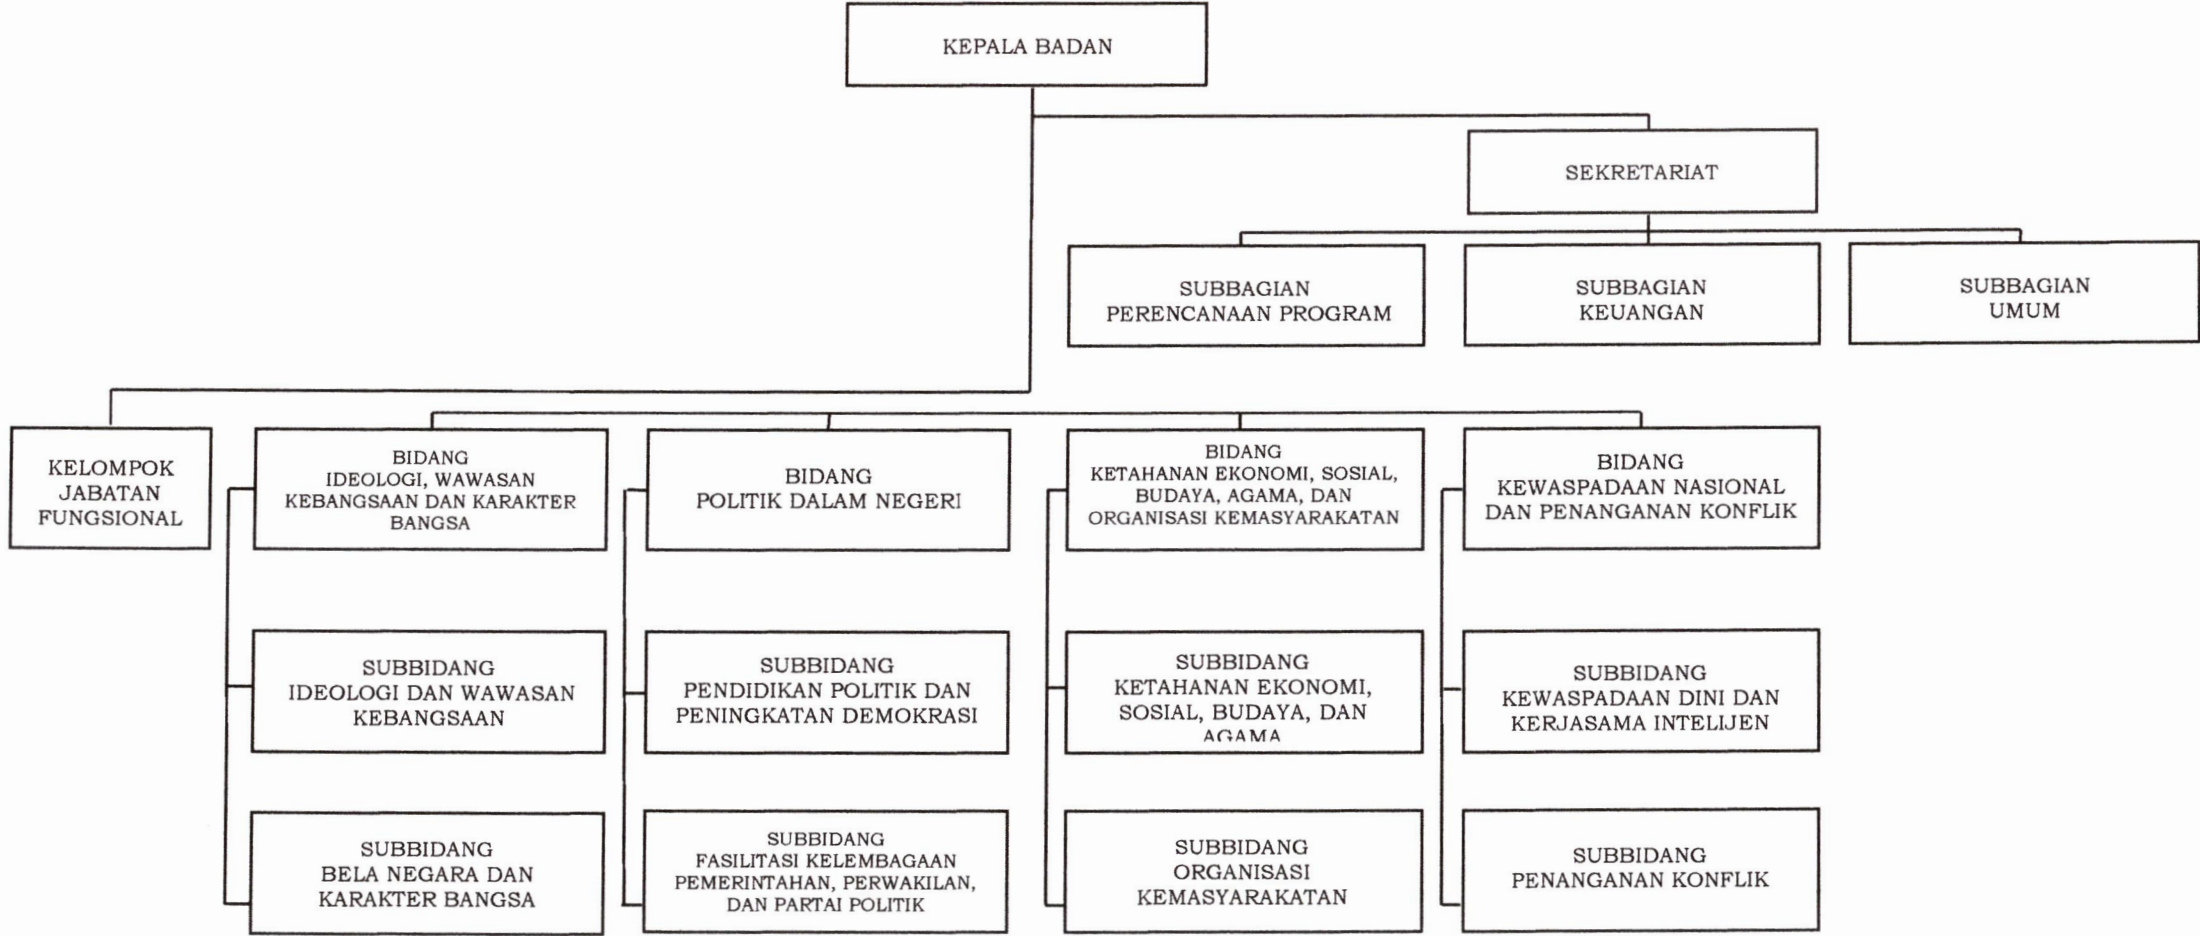 KEPALA BADAN
SEKRETARIAT
SUBBAGIAN
PERENCANAAN PROGRAM
SUBBAGIAN
KEUANGAN
SUBBAGIAN
UMUM
KELOMPOK
JABATAN
FUNGSIONAL
BIDANG
IDEOLOGI, WAWASAN
KEBANGSAAN DAN KARAKTER
BANGSA
BIDANG
POLITIK DALAM NEGERI
BIDANG
KETAHANAN EKONOMI, SOSIAL,
BUDAYA, AGAMA, DAN
ORGANISASI KEMASYARAKATAN
BIDANG
KEWASPADAAN NASIONAL
DAN PENANGANAN KONFLIK
SUBBIDANG
IDEOLOGI DAN WAWASAN
KEBANGSAAN
SUBBIDANG
PENDIDIKAN POLITIK DAN
PENINGKATAN DEMOKRASI
SUBBIDANG
KETAHANAN EKONOMI,
SOSIAL, BUDAYA, DAN
AGAMA
SUBBIDANG
KEWASPADAAN DINI DAN
KERJASAMA INTELIJEN
SUBBIDANG
BELA NEGARA DAN
KARAKTER BANGSA
SUBBIDANG
FASILITASI KELEMBAGAAN
PEMERINTAHAN, PERWAKILAN,
DAN PARTAI POLITIK
SUBBIDANG
ORGANISASI
KEMASYARAKATAN
SUBBIDANG
PENANGANAN KONFLIK